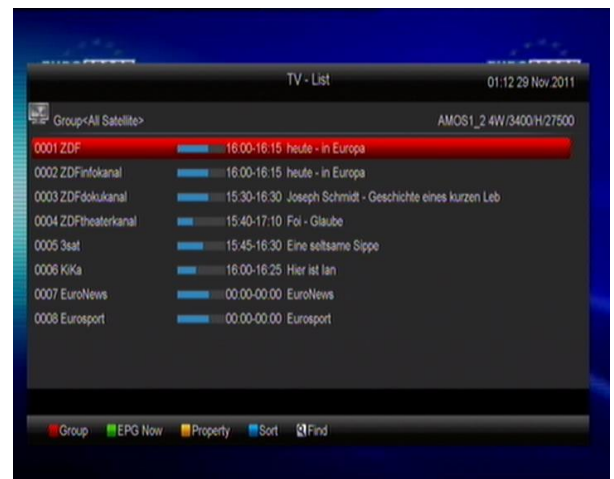 TV - List
01:12 29 Nov.2011
Group<All Satellite>
AMOS1_2 4W/3400/H/27500
0001 ZDF 16:00-16:15 heute - in Europa
0002 ZDFinfokanal 16:00-16:15 heute - in Europa
0003 ZDFdokukanal 15:30-16:30 Joseph Schmidt - Geschichte eines kurzen Leb
0004 ZDFtheaterkanal 15:40-17:10 Foi - Glaube
0005 3sat 15:45-16:30 Eine seltsame Sippe
0006 KiKa 16:00-16:25 Hier ist Ian
0007 EuroNews 00:00-00:00 EuroNews
0008 Eurosport 00:00-00:00 Eurosport
Group EPG Now Property Sort Find